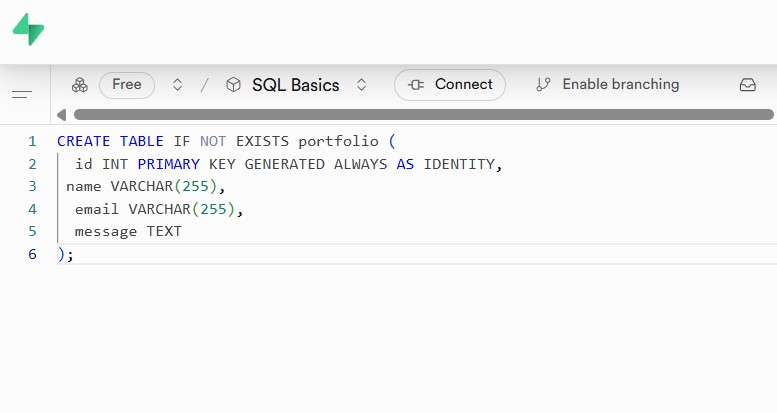 Free / SQL Basics Connect Enable branching
1 CREATE TABLE IF NOT EXISTS portfolio (
2 id INT PRIMARY KEY GENERATED ALWAYS AS IDENTITY,
3 name VARCHAR(255),
4 email VARCHAR(255),
5 message TEXT
6 );